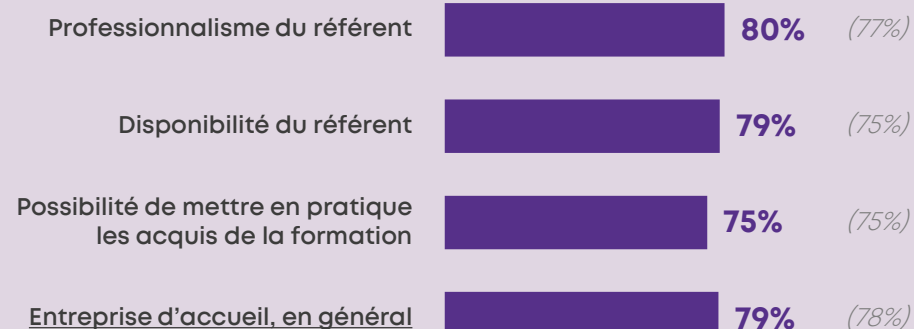 Professionnalisme du référent 80% (77%)
Disponibilité du référent 79% (75%)
Possibilité de mettre en pratique
les acquis de la formation 75% (75%)
Entreprise d'accueil, en général 79% (78%)